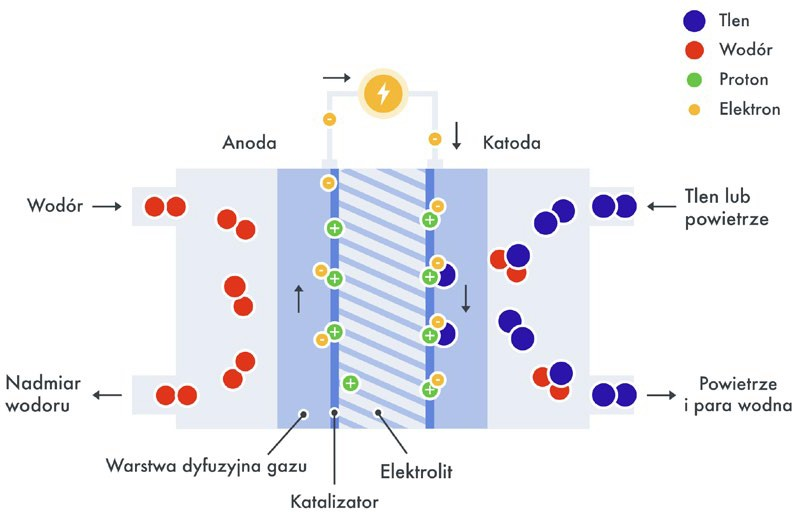 Tlen
Wodór
Proton
Elektron
Anoda
Katoda
Wodór
Tlen lub
powietrze
Nadmiar
wodoru
Powietrze
i para wodna
Warstwa dyfuzyjna gazu
Elektrolit
Katalizator